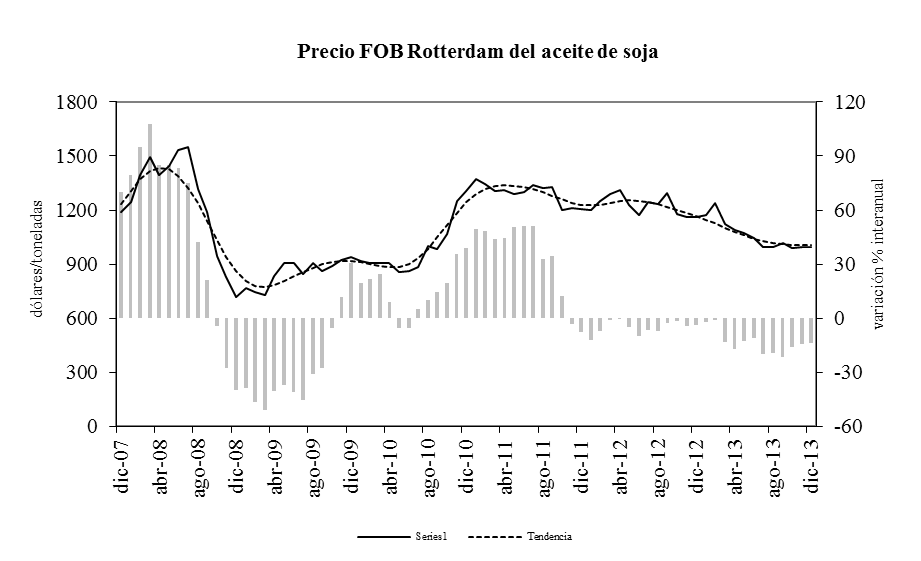 Precio FOB Rotterdam del aceite de soja
1800
1500
1200
900
600
300
0
dólares/toneladas
120
90
60
30
0
-30
-60
variación % interanual
dic-07
abr-08
ago-08
dic-08
abr-09
ago-09
dic-09
abr-10
ago-10
dic-10
abr-11
ago-11
dic-11
abr-12
ago-12
dic-12
abr-13
ago-13
dic-13
Series1
Tendencia